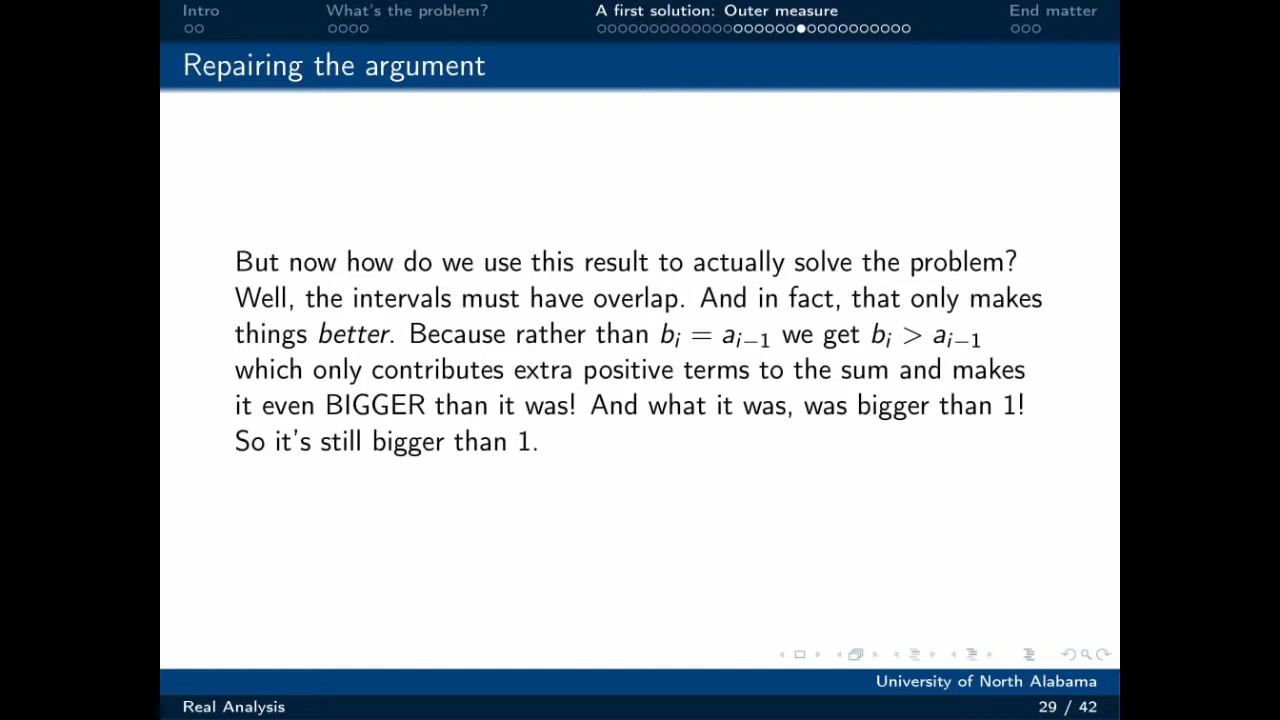 Intro
What's the problem?
A first solution: Outer measure
End matter
Repairing the argument
But now how do we use this result to actually solve the problem?
Well, the intervals must have overlap. And in fact, that only makes
things better. Because rather than bᵢ = aᵢ₋₁ we get bᵢ > aᵢ₋₁
which only contributes extra positive terms to the sum and makes
it even BIGGER than it was! And what it was, was bigger than 1!
So it's still bigger than 1.
University of North Alabama
Real Analysis
29 / 42